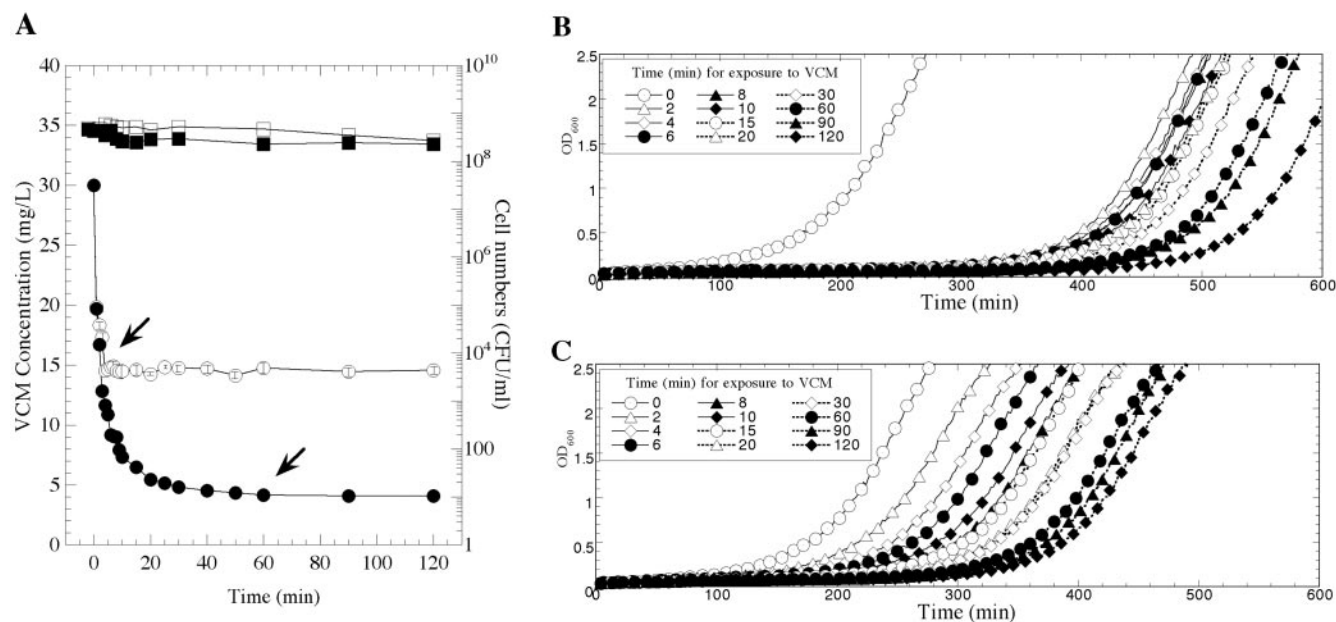 A
VCM Concentration (mg/L)
40
35
30
25
20
15
10
5
0
10^10
10^8
10^6
10^4
100
1
Cell numbers (CFU/ml)
0 20 40 60 80 100 120
Time (min)
B
OD600
2.5
2
1.5
1
0.5
0
Time (min) for exposure to VCM
0 8 30
2 10 60
4 15 90
6 20 120
0 100 200 300 400 500 600
Time (min)
C
OD600
2.5
2
1.5
1
0.5
0
Time (min) for exposure to VCM
0 8 30
2 10 60
4 15 90
6 20 120
0 100 200 300 400 500 600
Time (min)